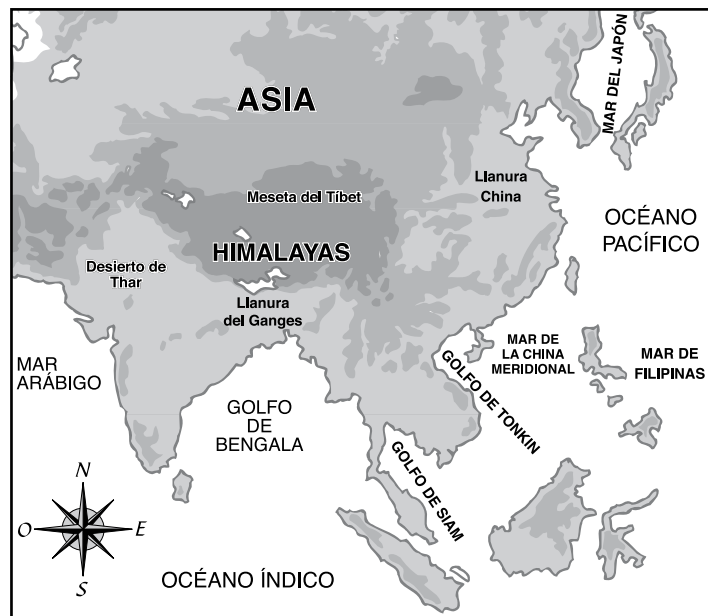 MAR DEL JAPÓN
ASIA
Llanura
China
Meseta del Tíbet
OCÉANO
PACÍFICO
HIMALAYAS
Desierto de
Thar
Llanura
del Ganges
MAR DE
LA CHINA
MERIDIONAL
MAR DE
FILIPINAS
MAR
ARÁBIGO
GOLFO
DE
BENGALA
GOLFO DE TONKIN
GOLFO DE SIAM
N
O
E
S
OCÉANO ÍNDICO